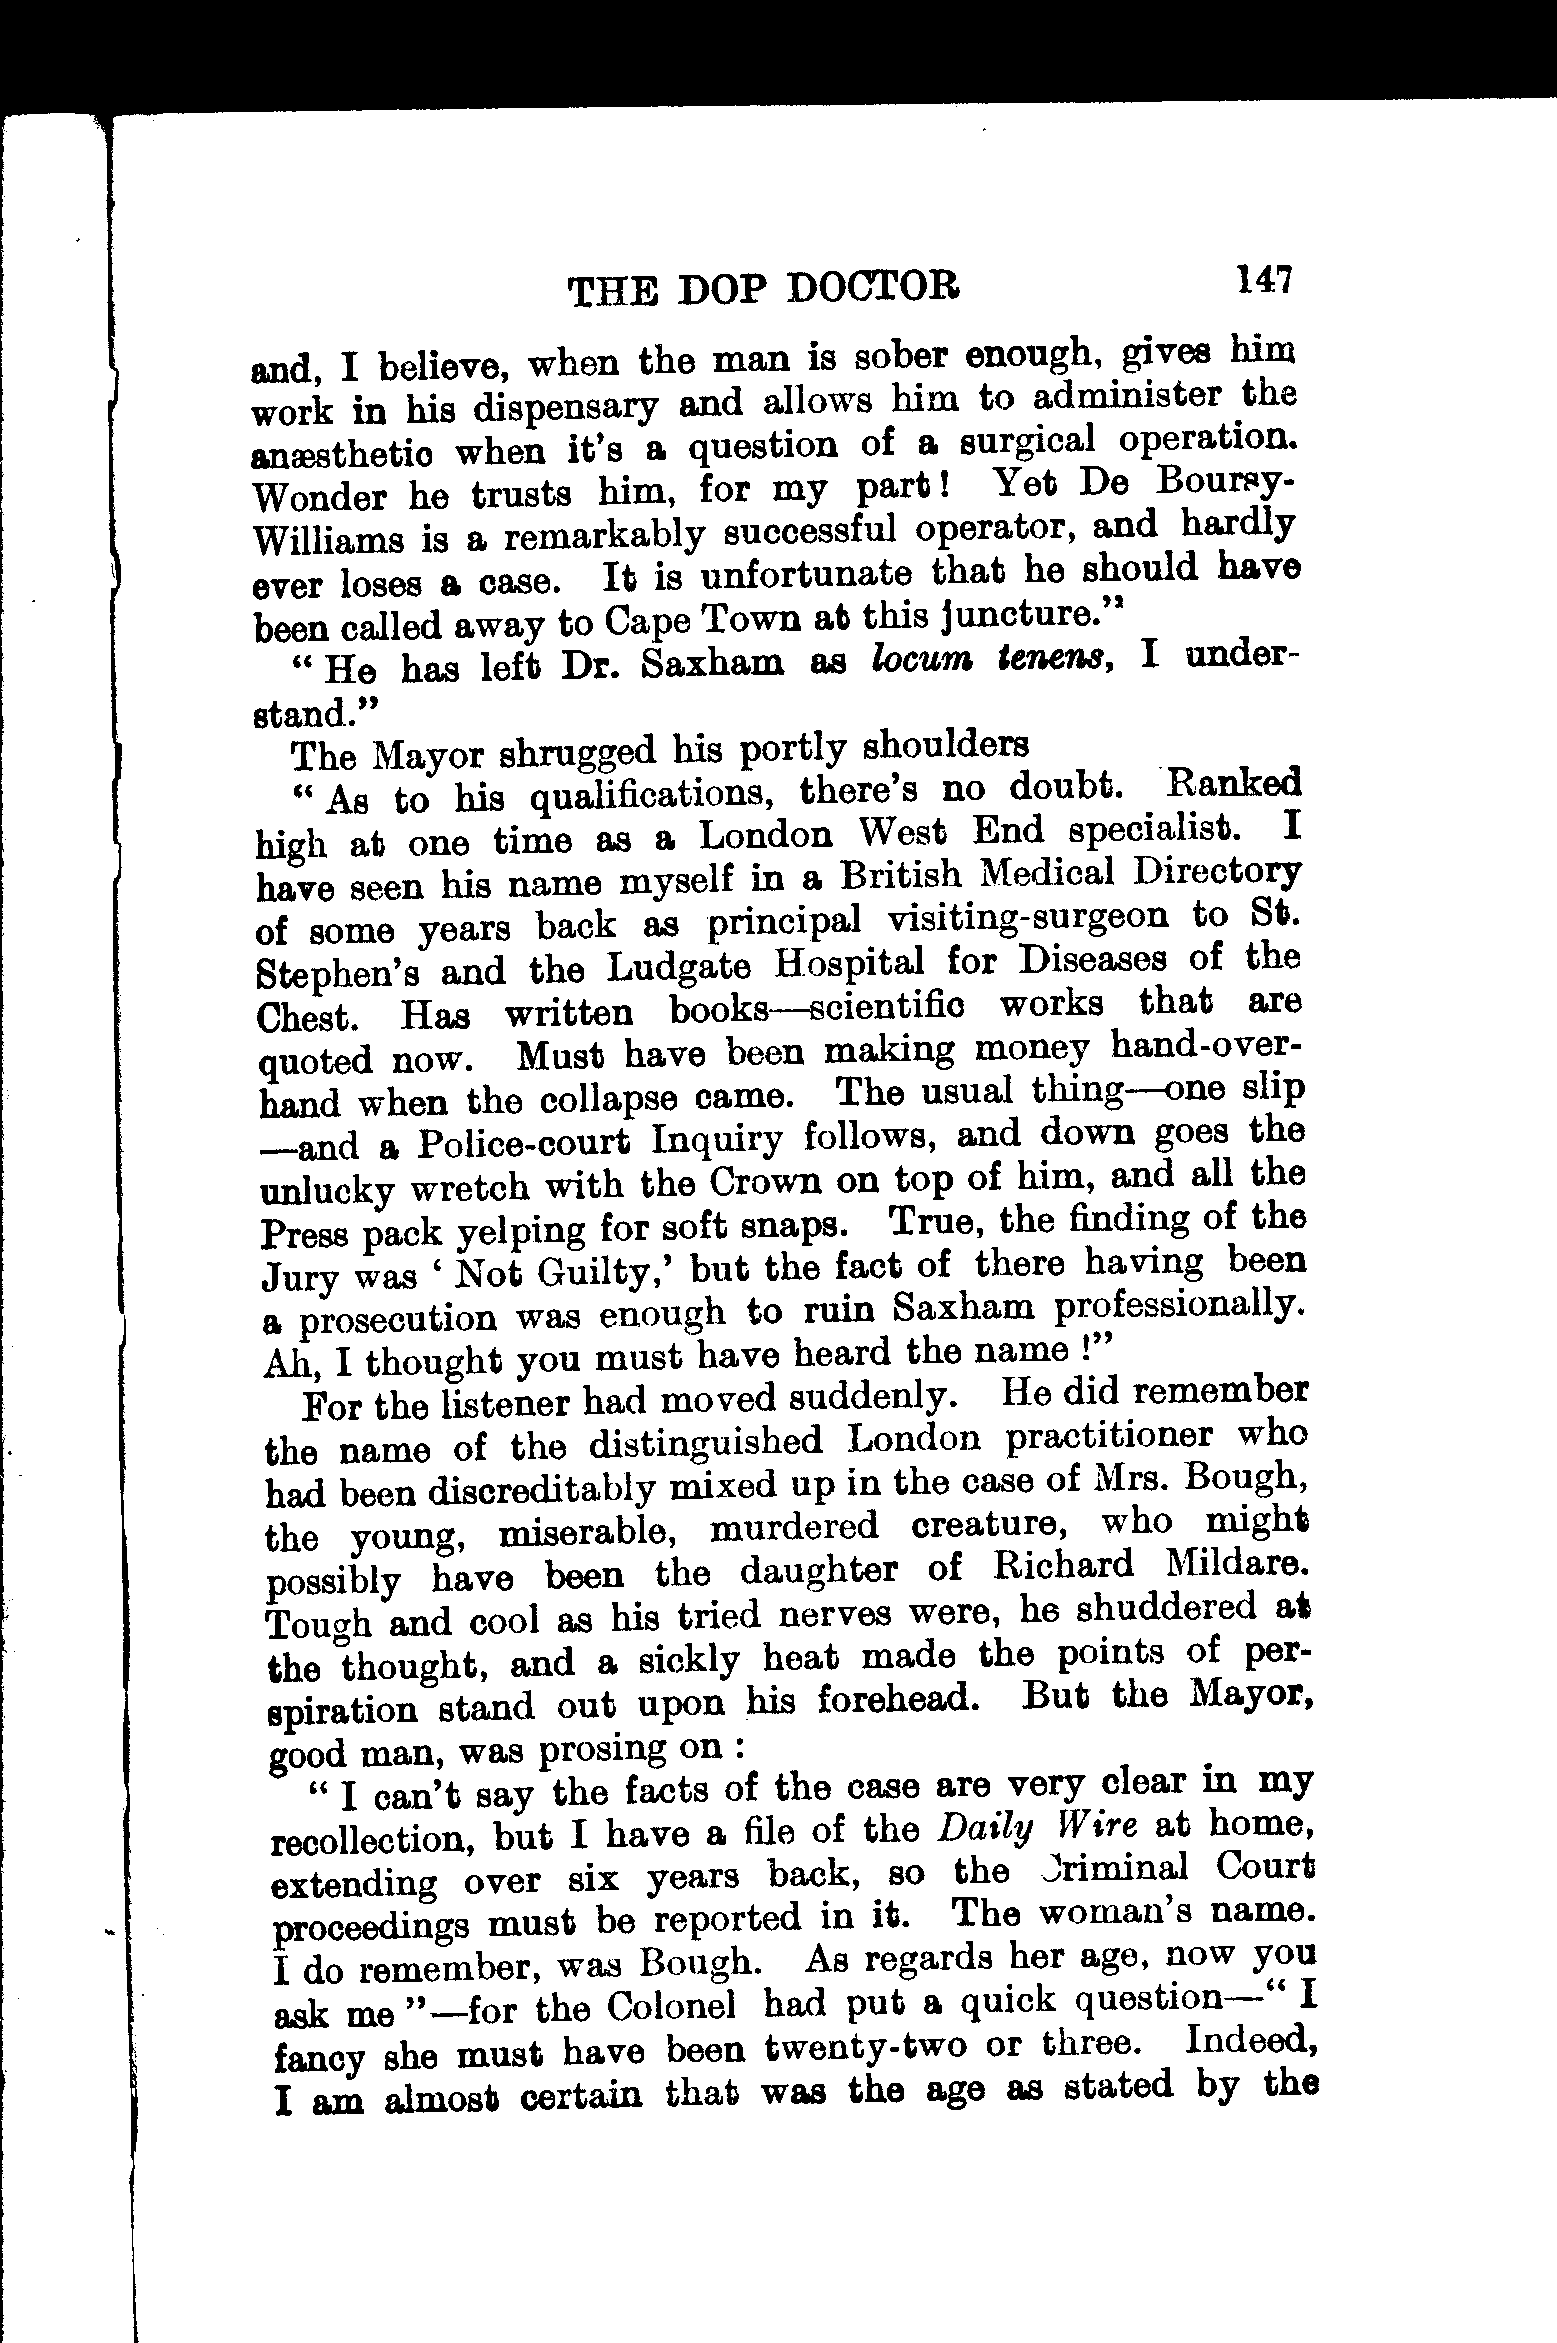 THE DOP DOCTOR 147
and, I believe, when the man is sober enough, gives him
work in his dispensary and allows him to administer the
anæsthetic when it's a question of a surgical operation.
Wonder he trusts him, for my part! Yet De Boursy-
Williams is a remarkably successful operator, and hardly
ever loses a case. It is unfortunate that he should have
been called away to Cape Town at this juncture."
"He has left Dr. Saxham as locum tenens, I under-
stand."
The Mayor shrugged his portly shoulders
"As to his qualifications, there's no doubt. Ranked
high at one time as a London West End specialist. I
have seen his name myself in a British Medical Directory
of some years back as principal visiting-surgeon to St.
Stephen's and the Ludgate Hospital for Diseases of the
Chest. Has written books—scientific works that are
quoted now. Must have been making money hand-over-
hand when the collapse came. The usual thing—one slip
—and a Police-court Inquiry follows, and down goes the
unlucky wretch with the Crown on top of him, and all the
Press pack yelping for soft snaps. True, the finding of the
Jury was 'Not Guilty,' but the fact of there having been
a prosecution was enough to ruin Saxham professionally.
Ah, I thought you must have heard the name!"
For the listener had moved suddenly. He did remember
the name of the distinguished London practitioner who
had been discreditably mixed up in the case of Mrs. Bough,
the young, miserable, murdered creature, who might
possibly have been the daughter of Richard Mildare.
Tough and cool as his tried nerves were, he shuddered at
the thought, and a sickly heat made the points of per-
spiration stand out upon his forehead. But the Mayor,
good man, was prosing on:
"I can't say the facts of the case are very clear in my
recollection, but I have a file of the Daily Wire at home,
extending over six years back, so the Criminal Court
proceedings must be reported in it. The woman's name.
I do remember, was Bough. As regards her age, now you
ask me"—for the Colonel had put a quick question—"I
fancy she must have been twenty-two or three. Indeed,
I am almost certain that was the age as stated by the